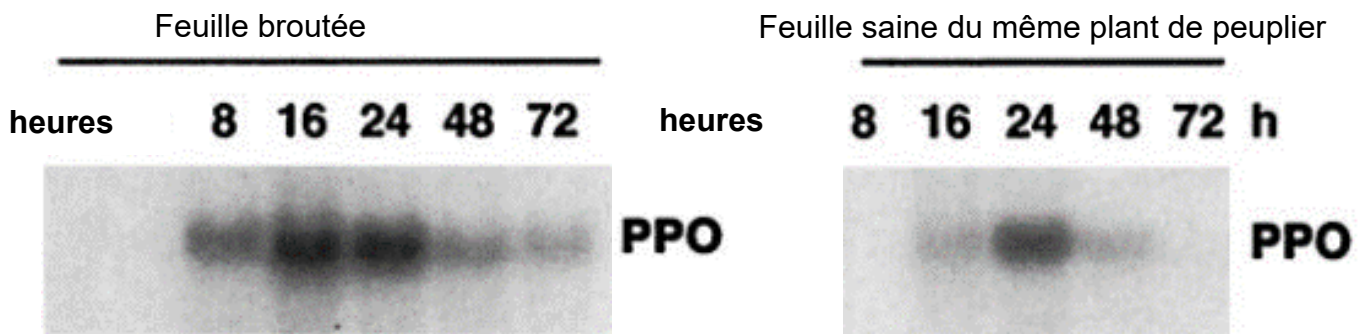 Feuille broutée
heures 8 16 24 48 72
PPO
Feuille saine du même plant de peuplier
heures 8 16 24 48 72 h
PPO